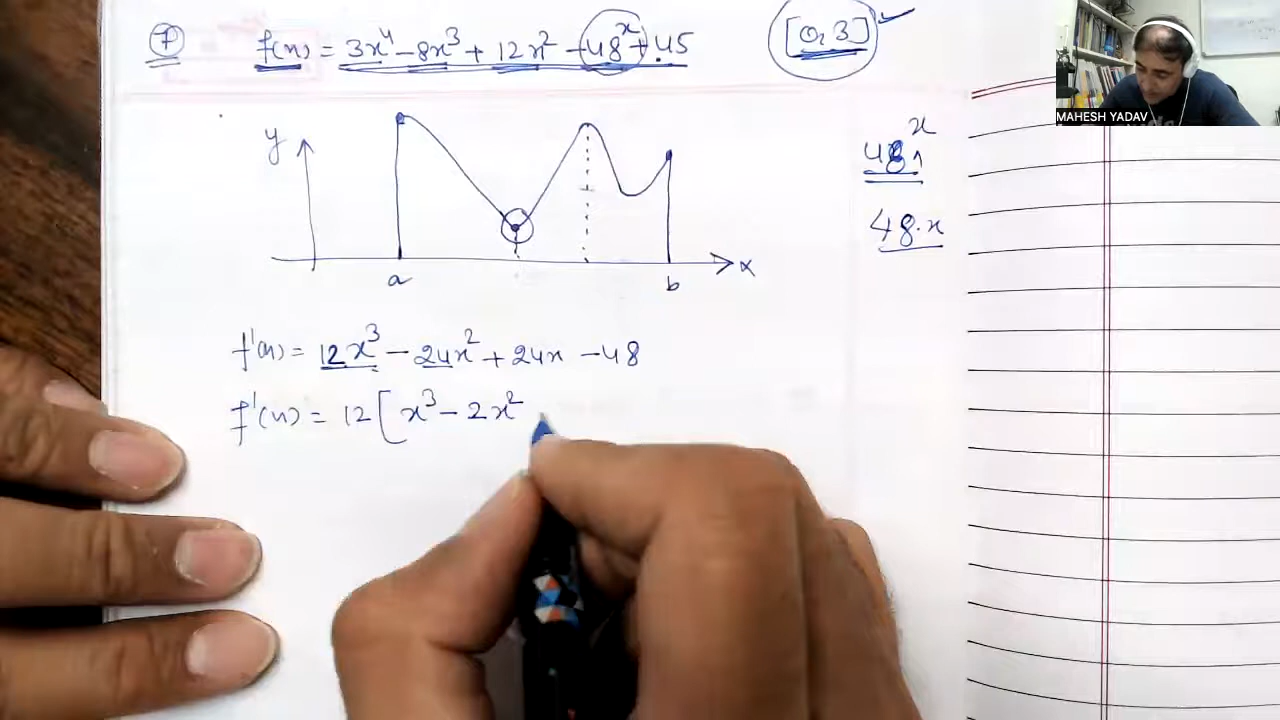 ⑦ f(x) = 3x⁴ - 8x³ + 12x² - 48x + 45 [0, 3]
MAHESH YADAV
y
48x
48·x
x
a b
f'(x) = 12x³ - 24x² + 24x - 48
f'(x) = 12[x³ - 2x²